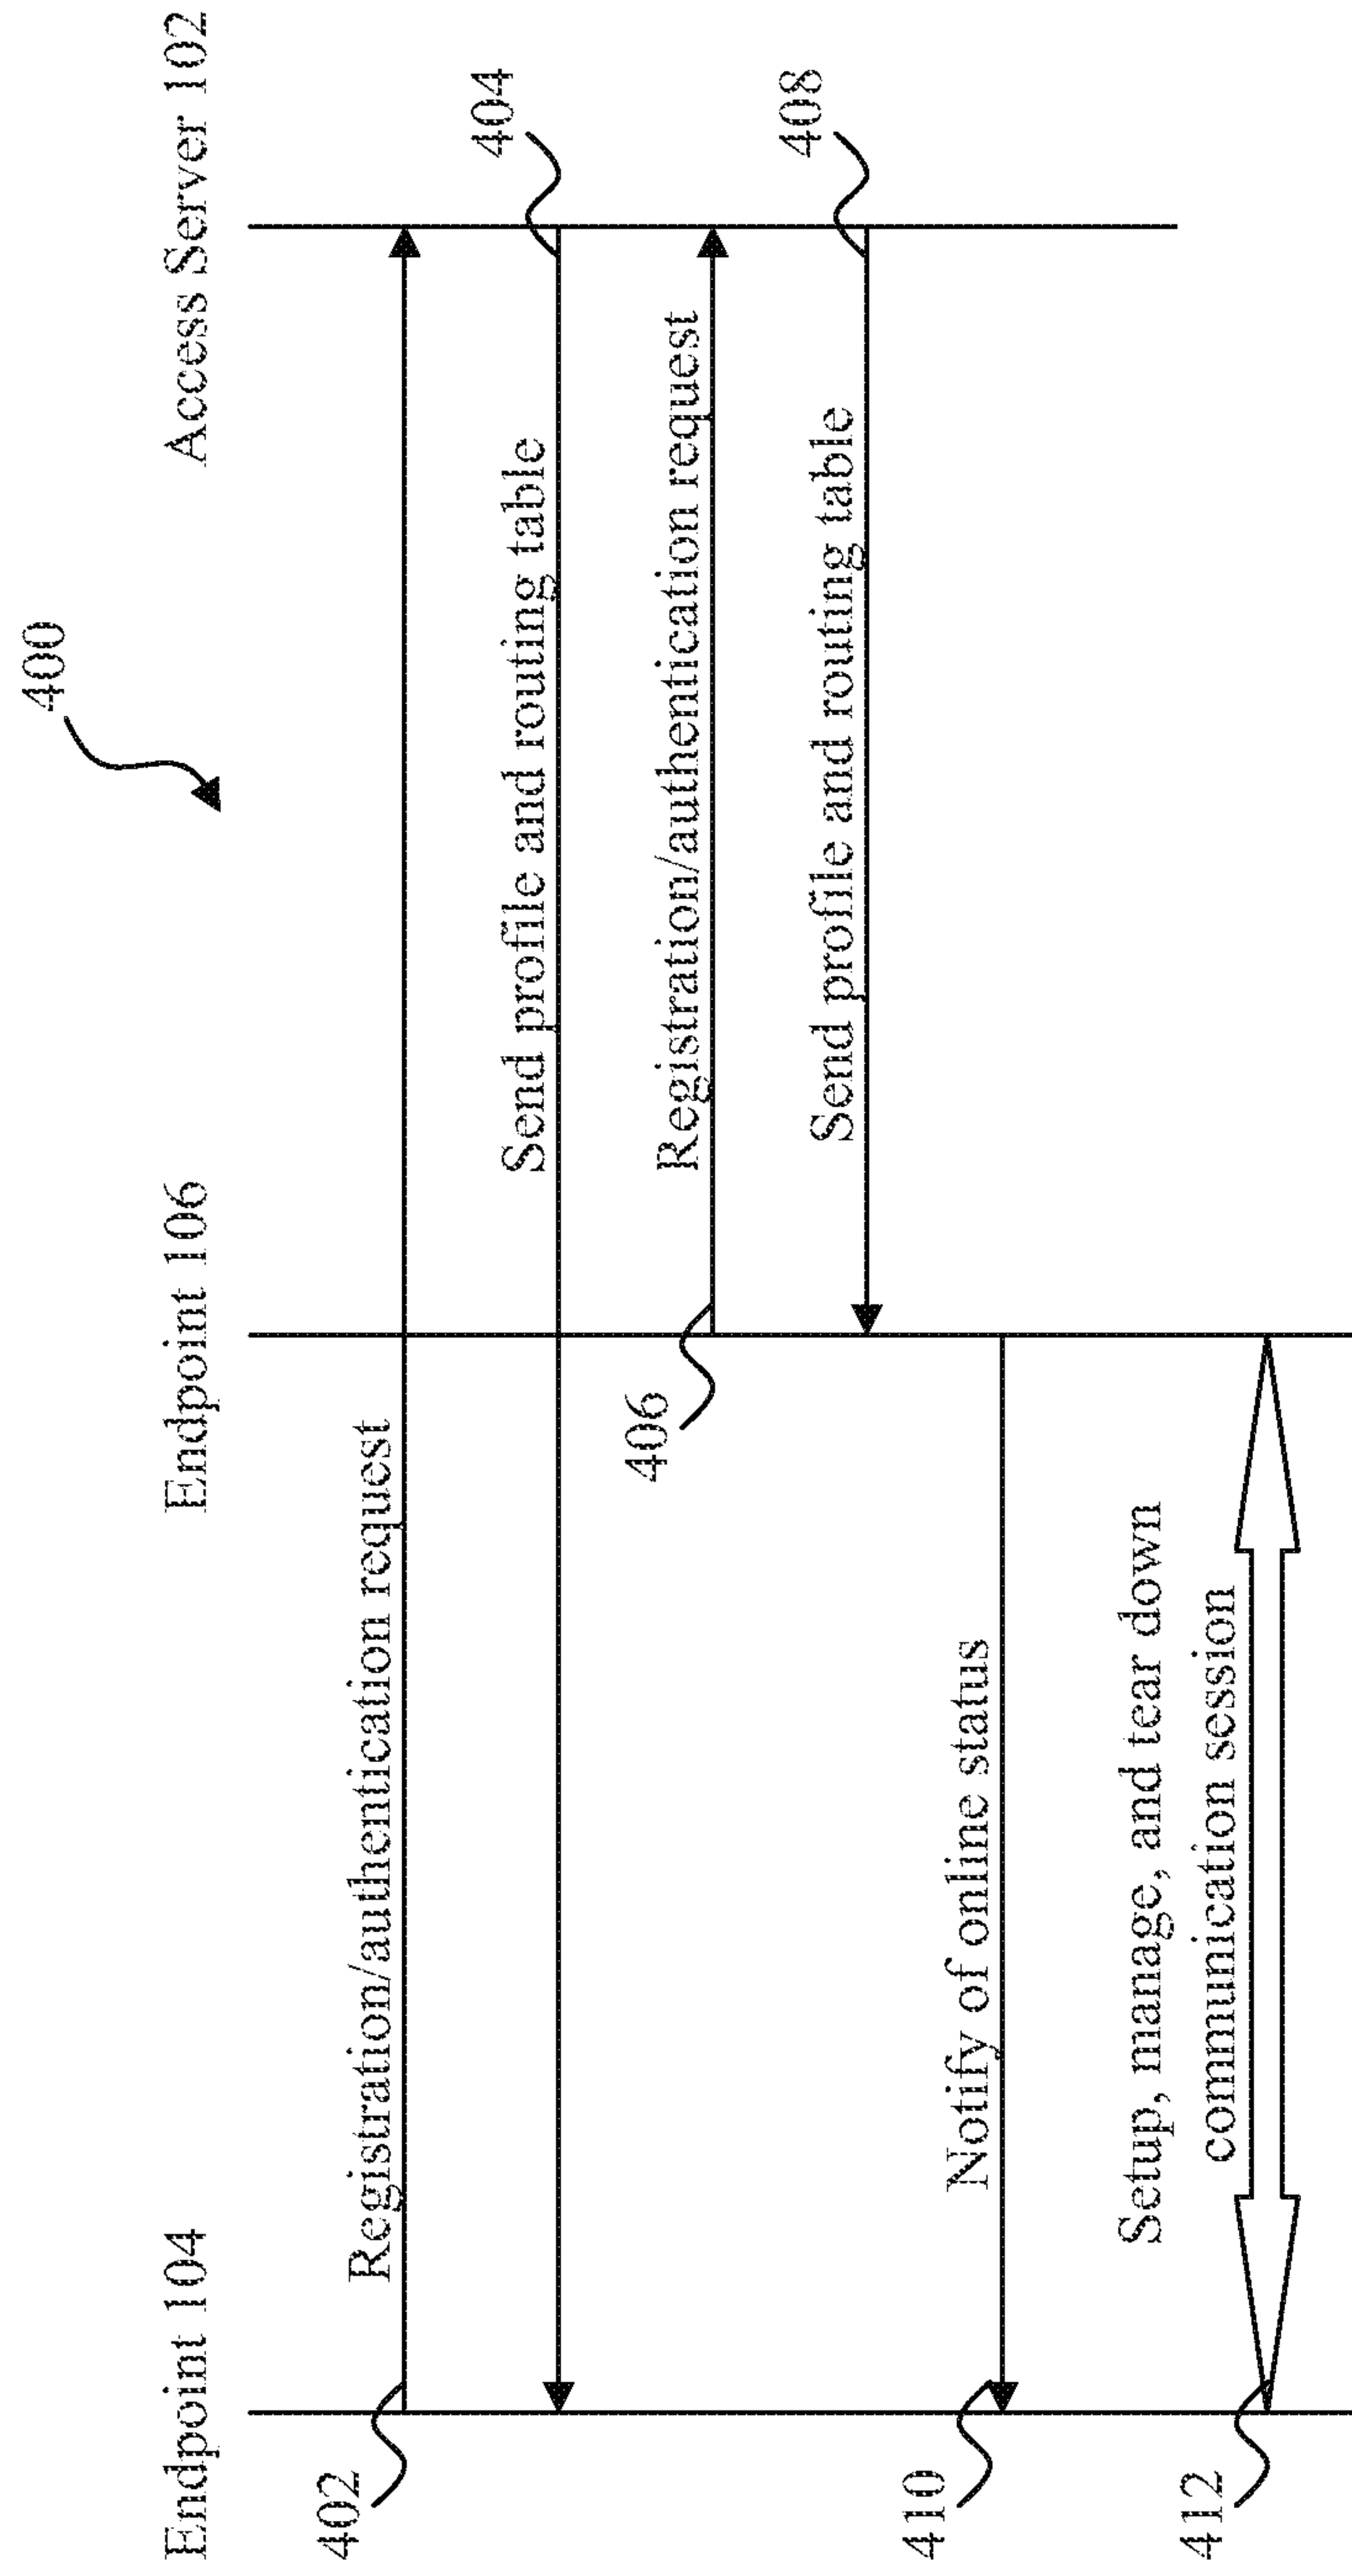 400
Endpoint 104
Endpoint 106
Access Server 102
402
Registration/authentication request
404
Send profile and routing table
406
Registration/authentication request
408
Send profile and routing table
410
Notify of online status
Setup, manage, and tear down
communication session
412